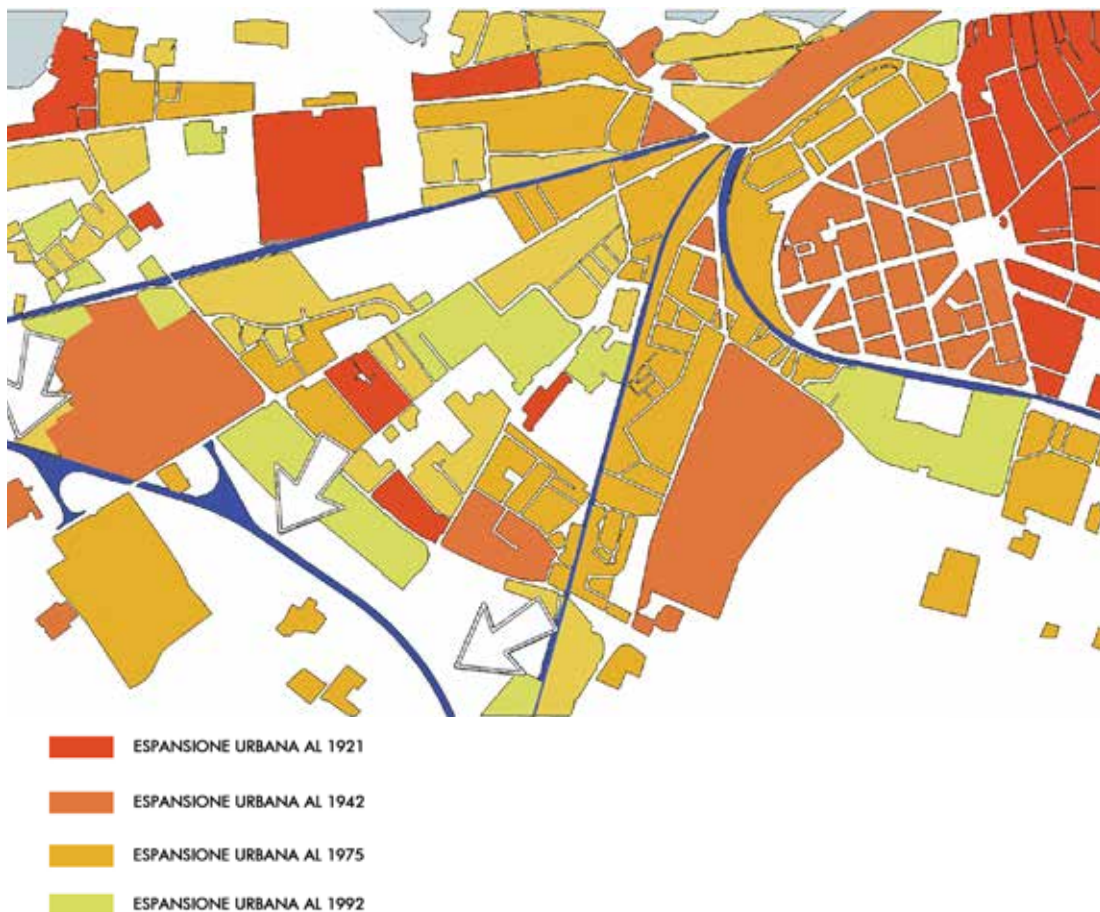 ESPANSIONE URBANA AL 1921
ESPANSIONE URBANA AL 1942
ESPANSIONE URBANA AL 1975
ESPANSIONE URBANA AL 1992